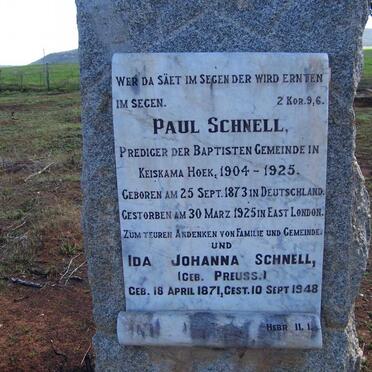 WER DA SÄET IM SEGEN DER WIRD ERNTEN
IM SEGEN. 2 KOR. 9,6.
PAUL SCHNELL,
PREDIGER DER BAPTISTEN GEMEINDE IN
KEISKAMA HOEK, 1904 - 1925.
GEBOREN AM 25 SEPT. 1873 IN DEUTSCHLAND.
GESTORBEN AM 30 MARZ 1925 IN EAST LONDON.
ZUM TEUREN ANDENKEN VON FAMILIE UND GEMEINDE.
UND
IDA JOHANNA SCHNELL,
(GEB. PREUSS.)
GEB. 18 APRIL 1871, GEST. 10 SEPT 1948
HEBR. 11. 1.